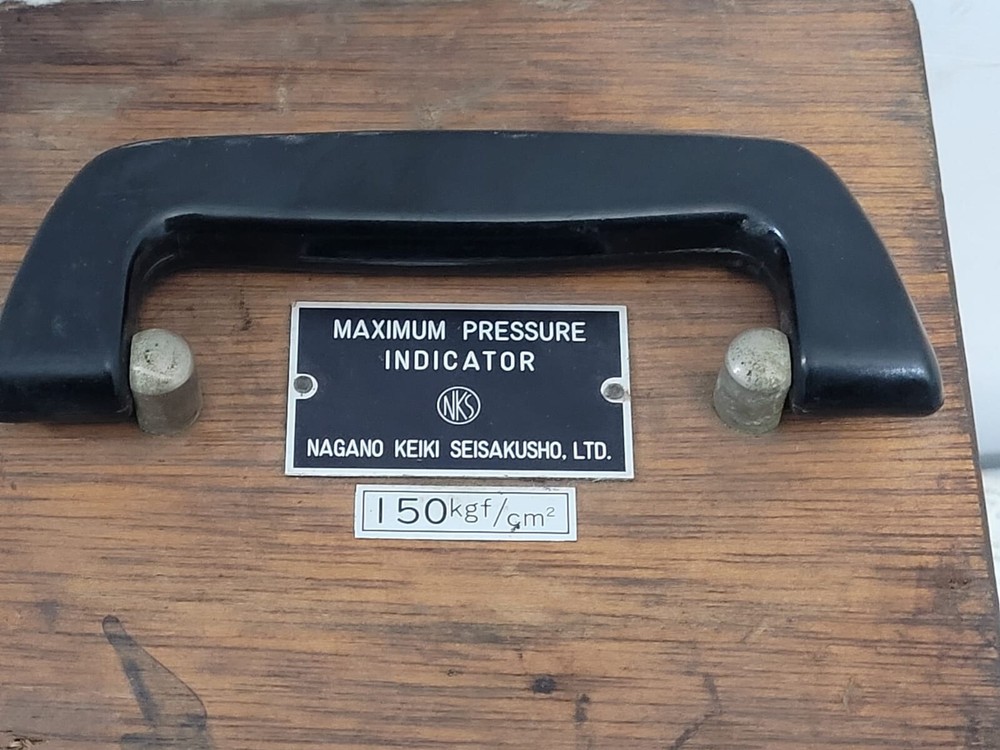 MAXIMUM PRESSURE
INDICATOR
NKS
NAGANO KEIKI SEISAKUSHO, LTD.
150kgf/cm²